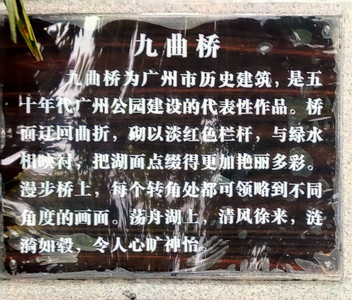 九曲桥
九曲桥为广州市历史建筑，是五
十年代广州公园建设的代表性作品。桥
面迂回曲折，砌以淡红色栏杆，与绿水
相映衬，把湖面点缀得更加艳丽多彩。
漫步桥上，每个转角处都可领略到不同
角度的画面。荡舟湖上，清风徐来，涟
漪如縠，令人心旷神怡。